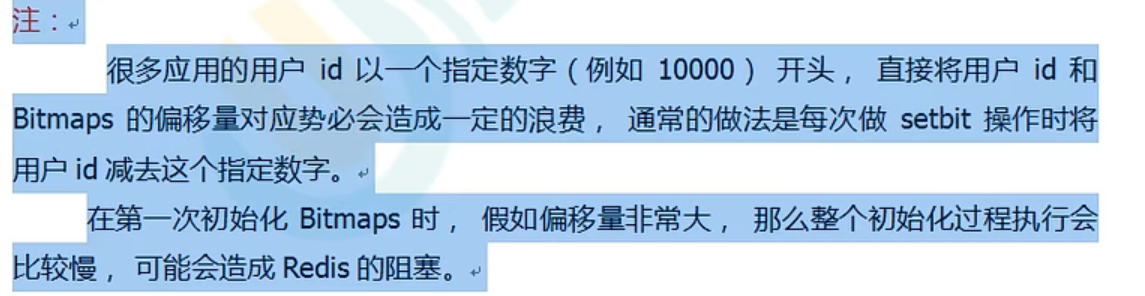 注：
很多应用的用户 id 以一个指定数字（例如 10000 ） 开头， 直接将用户 id 和
Bitmaps 的偏移量对应势必会造成一定的浪费， 通常的做法是每次做 setbit 操作时将
用户 id 减去这个指定数字。
在第一次初始化 Bitmaps 时， 假如偏移量非常大， 那么整个初始化过程执行会
比较慢， 可能会造成 Redis 的阻塞。